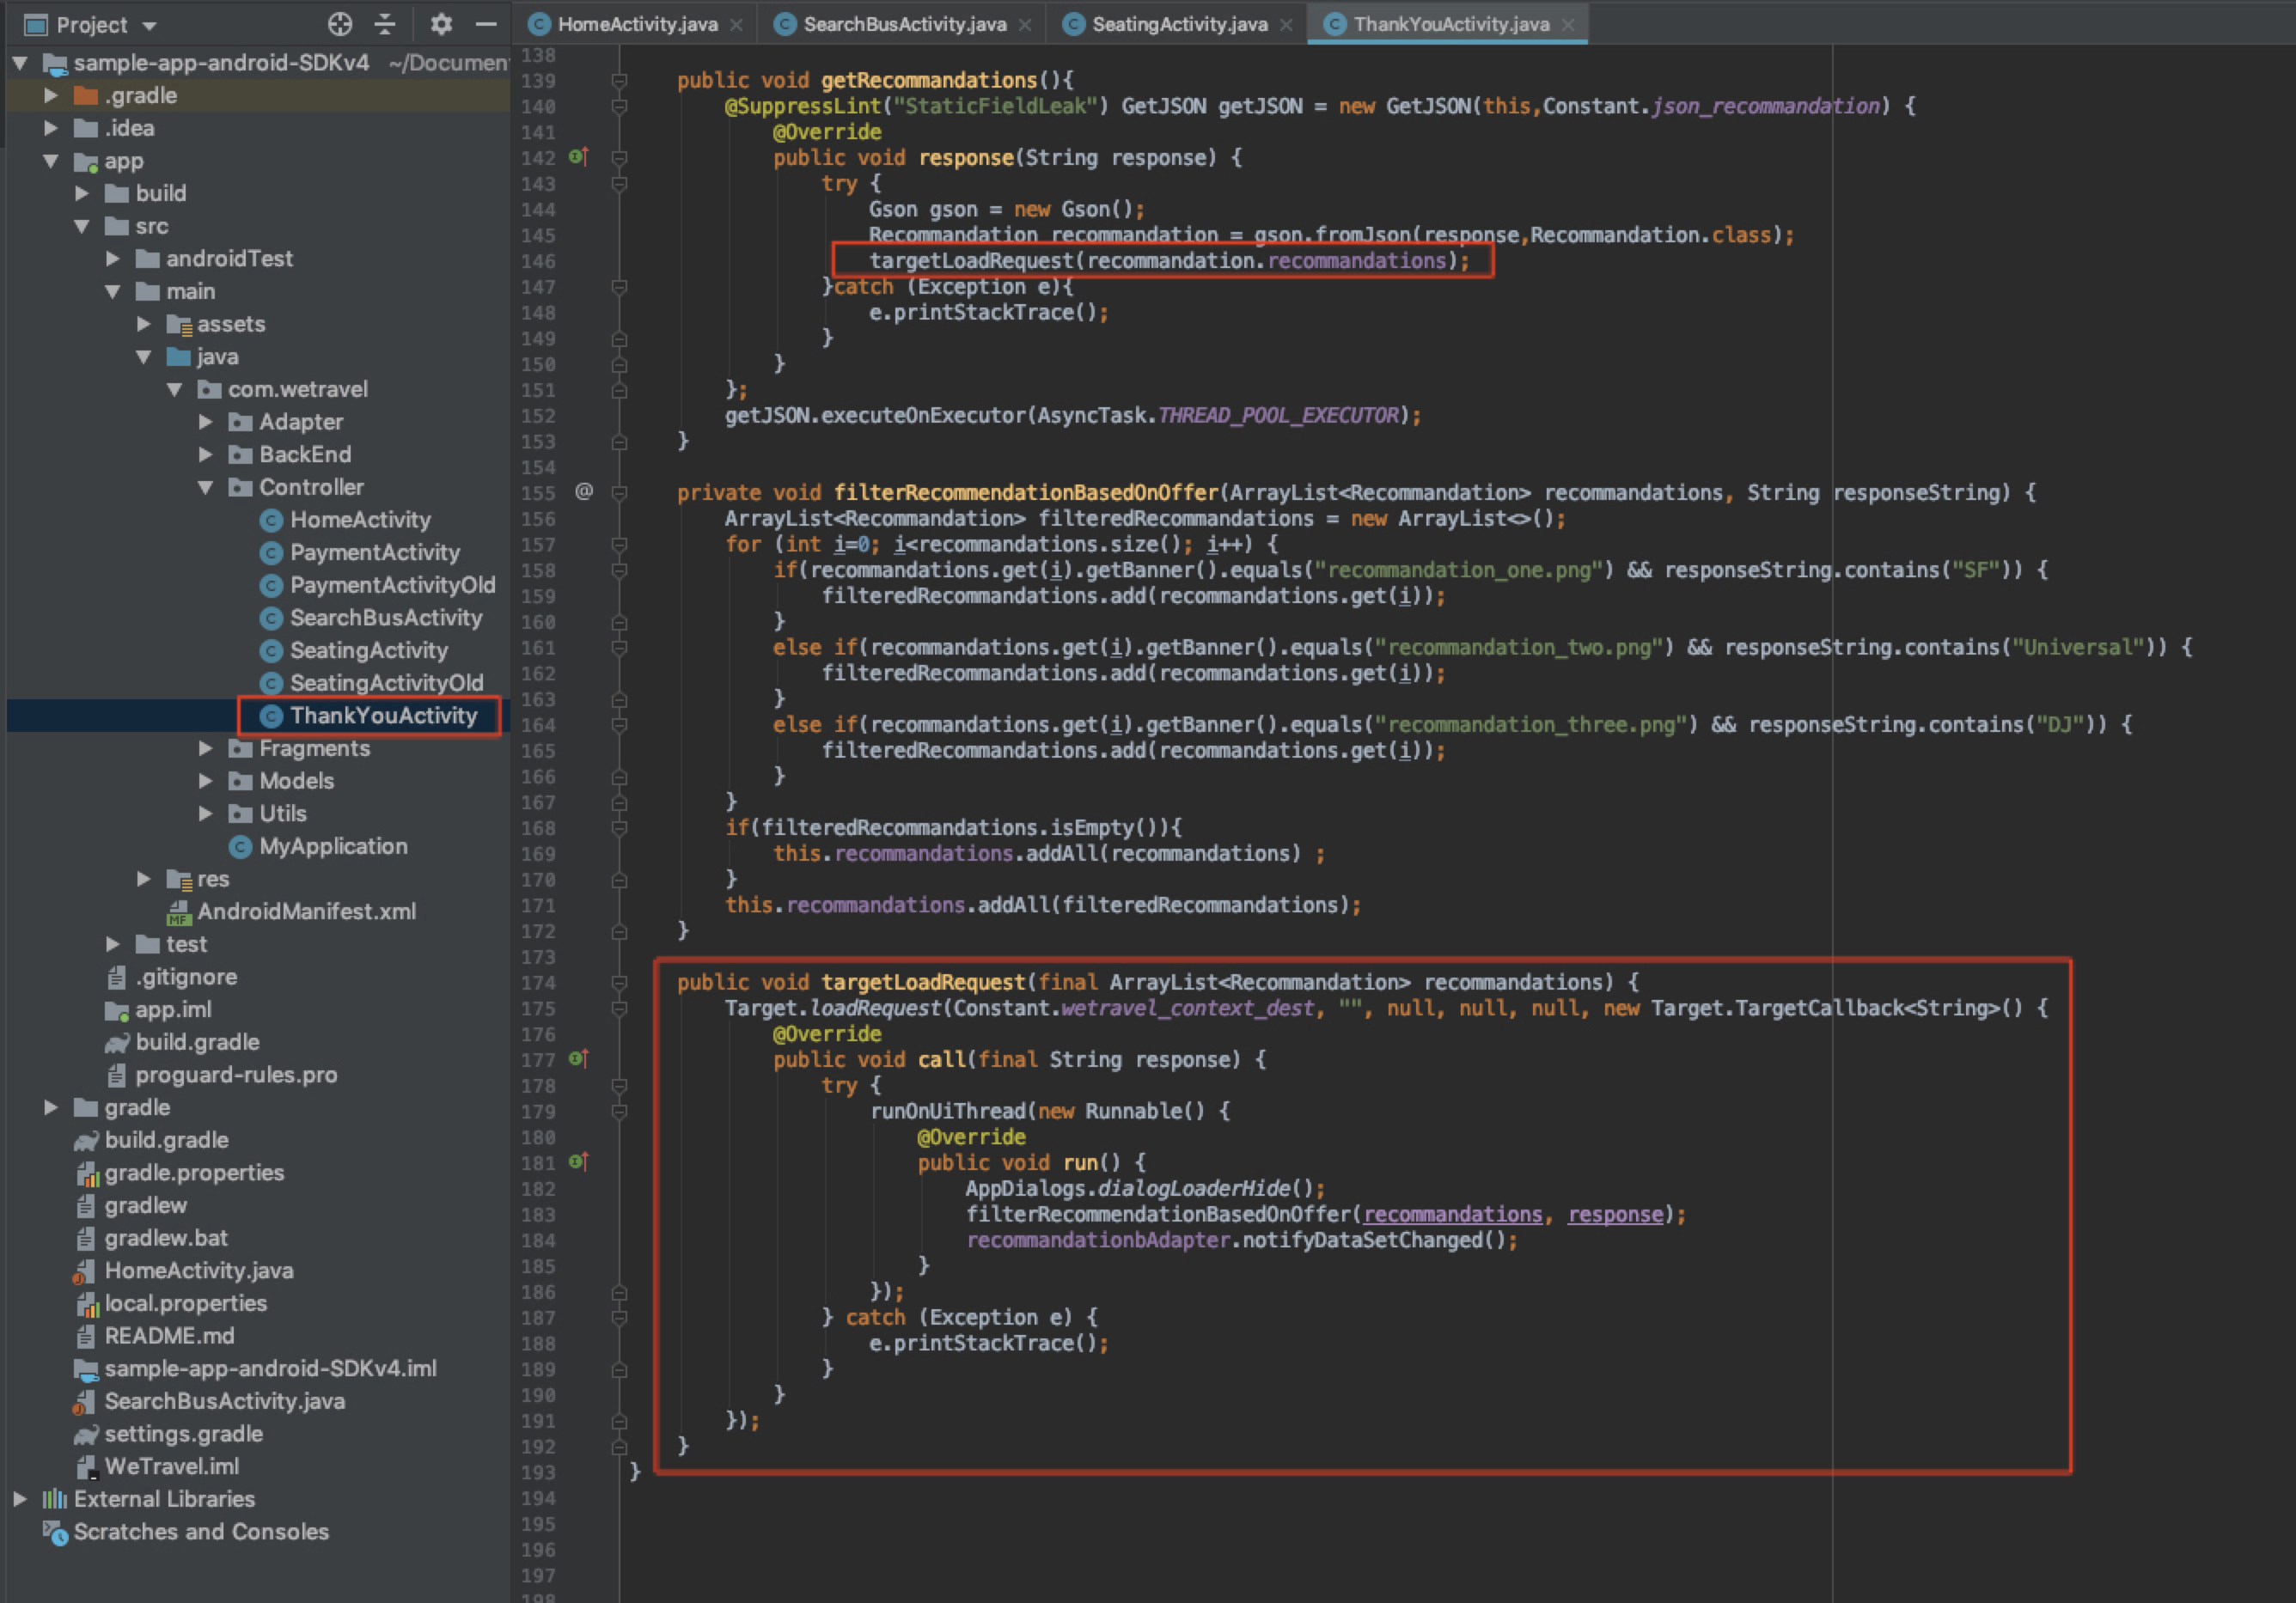 Project
sample-app-android-SDKv4 ~/Documen
.gradle
.idea
app
build
src
androidTest
main
assets
java
com.wetravel
Adapter
BackEnd
Controller
HomeActivity
PaymentActivity
PaymentActivityOld
SearchBusActivity
SeatingActivity
SeatingActivityOld
ThankYouActivity
Fragments
Models
Utils
MyApplication
res
AndroidManifest.xml
test
.gitignore
app.iml
build.gradle
proguard-rules.pro
gradle
build.gradle
gradle.properties
gradlew
gradlew.bat
HomeActivity.java
local.properties
README.md
sample-app-android-SDKv4.iml
SearchBusActivity.java
settings.gradle
WeTravel.iml
External Libraries
Scratches and Consoles
HomeActivity.java SearchBusActivity.java SeatingActivity.java ThankYouActivity.java
138
139 public void getRecommandations(){
140 @SuppressLint("StaticFieldLeak") GetJSON getJSON = new GetJSON(this,Constant.json_recommandation) {
141 @Override
142 public void response(String response) {
143 try {
144 Gson gson = new Gson();
145 Recommandation recommandation = gson.fromJson(response,Recommandation.class);
146 targetLoadRequest(recommandation.recommandations);
147 }catch (Exception e){
148 e.printStackTrace();
149 }
150 }
151 };
152 getJSON.executeOnExecutor(AsyncTask.THREAD_POOL_EXECUTOR);
153 }
154
155 @ private void filterRecommendationBasedOnOffer(ArrayList<Recommandation> recommandations, String responseString) {
156 ArrayList<Recommandation> filteredRecommandations = new ArrayList<>();
157 for (int i=0; i<recommandations.size(); i++) {
158 if(recommandations.get(i).getBanner().equals("recommandation_one.png") && responseString.contains("SF")) {
159 filteredRecommandations.add(recommandations.get(i));
160 }
161 else if(recommandations.get(i).getBanner().equals("recommandation_two.png") && responseString.contains("Universal")) {
162 filteredRecommandations.add(recommandations.get(i));
163 }
164 else if(recommandations.get(i).getBanner().equals("recommandation_three.png") && responseString.contains("DJ")) {
165 filteredRecommandations.add(recommandations.get(i));
166 }
167 }
168 if(filteredRecommandations.isEmpty()){
169 this.recommandations.addAll(recommandations) ;
170 }
171 this.recommandations.addAll(filteredRecommandations);
172 }
173
174 public void targetLoadRequest(final ArrayList<Recommandation> recommandations) {
175 Target.loadRequest(Constant.wetravel_context_dest, "", null, null, null, new Target.TargetCallback<String>() {
176 @Override
177 public void call(final String response) {
178 try {
179 runOnUiThread(new Runnable() {
180 @Override
181 public void run() {
182 AppDialogs.dialogLoaderHide();
183 filterRecommendationBasedOnOffer(recommandations, response);
184 recommandationbAdapter.notifyDataSetChanged();
185 }
186 });
187 } catch (Exception e) {
188 e.printStackTrace();
189 }
190 }
191 });
192 }
193 }
194
195
196
197
198